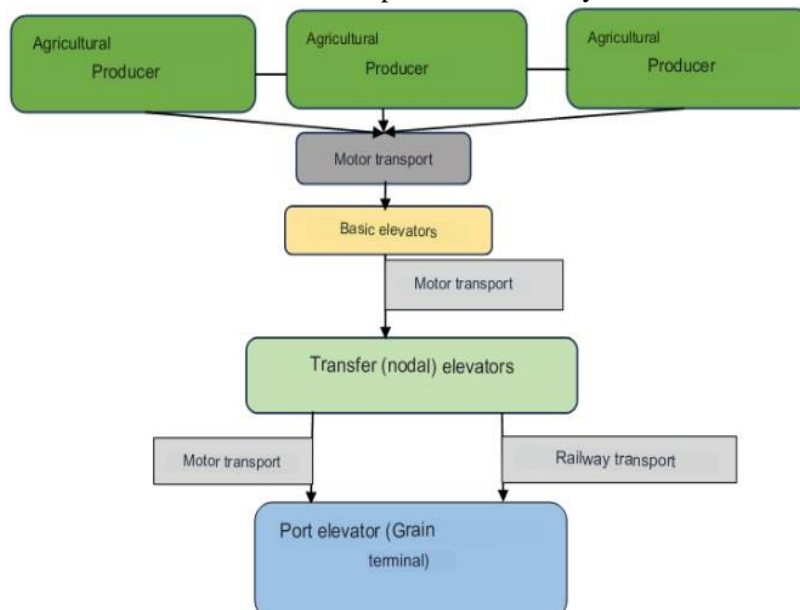 Agricultural
Producer
Agricultural
Producer
Agricultural
Producer
Motor transport
Basic elevators
Motor transport
Transfer (nodal) elevators
Motor transport
Railway transport
Port elevator (Grain
terminal)